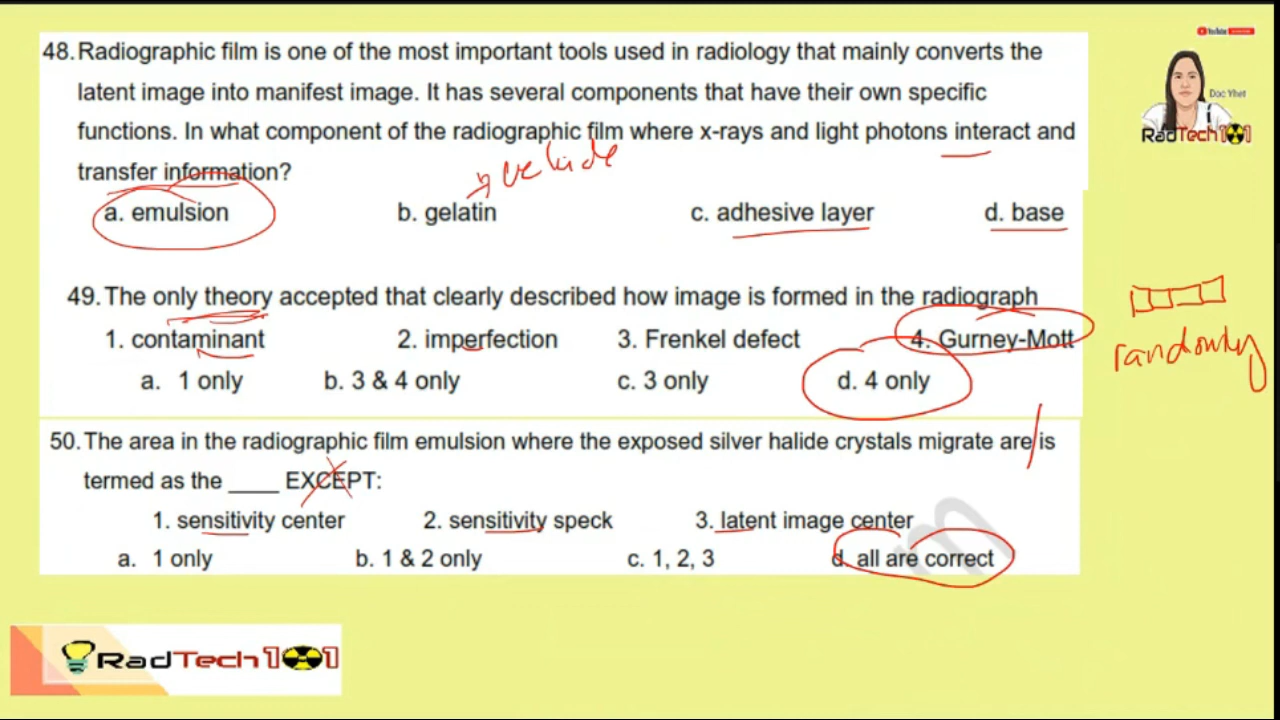 48. Radiographic film is one of the most important tools used in radiology that mainly converts the
latent image into manifest image. It has several components that have their own specific
functions. In what component of the radiographic film where x-rays and light photons interact and
transfer information?
vehicle
a. emulsion b. gelatin c. adhesive layer d. base
49. The only theory accepted that clearly described how image is formed in the radiograph
1. contaminant 2. imperfection 3. Frenkel defect 4. Gurney-Mott
a. 1 only b. 3 & 4 only c. 3 only d. 4 only
randomly
50. The area in the radiographic film emulsion where the exposed silver halide crystals migrate are/is
termed as the ____ EXCEPT:
1. sensitivity center 2. sensitivity speck 3. latent image center
a. 1 only b. 1 & 2 only c. 1, 2, 3 d. all are correct
YouTube
Doc Yhet
RadTech101
RadTech101